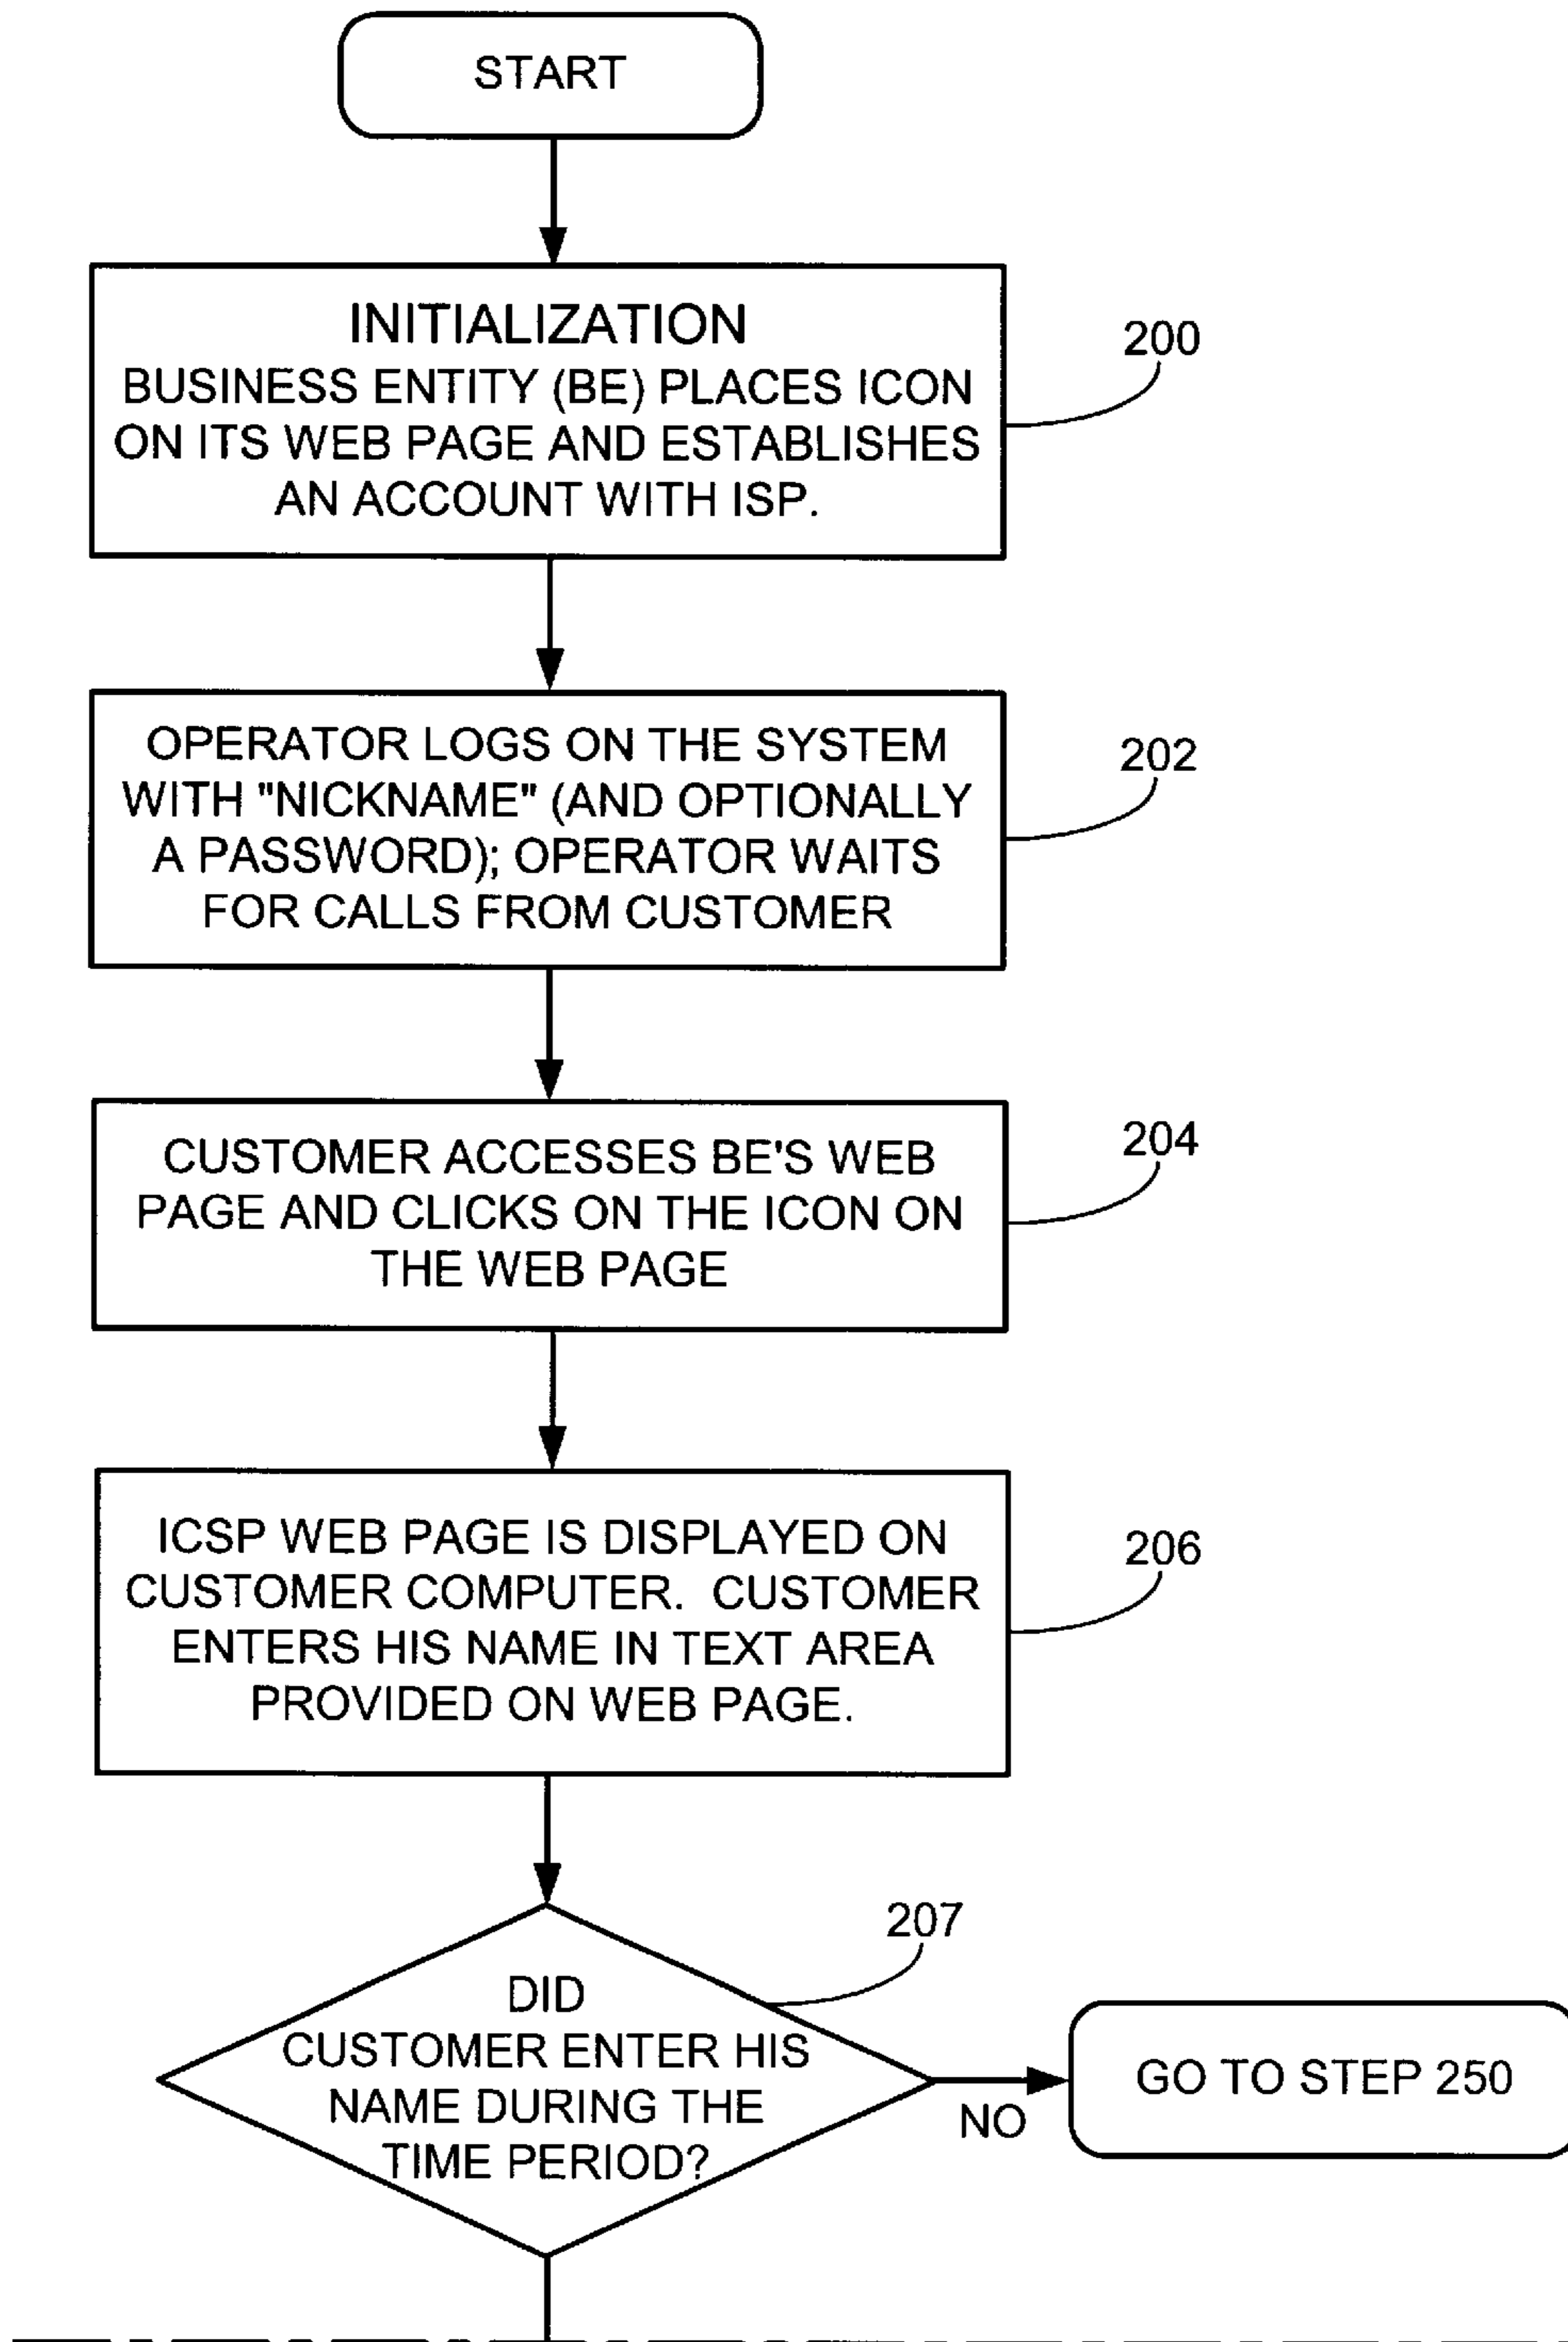 START
INITIALIZATION
BUSINESS ENTITY (BE) PLACES ICON
ON ITS WEB PAGE AND ESTABLISHES
AN ACCOUNT WITH ISP.
200
OPERATOR LOGS ON THE SYSTEM
WITH "NICKNAME" (AND OPTIONALLY
A PASSWORD); OPERATOR WAITS
FOR CALLS FROM CUSTOMER
202
CUSTOMER ACCESSES BE'S WEB
PAGE AND CLICKS ON THE ICON ON
THE WEB PAGE
204
ICSP WEB PAGE IS DISPLAYED ON
CUSTOMER COMPUTER. CUSTOMER
ENTERS HIS NAME IN TEXT AREA
PROVIDED ON WEB PAGE.
206
207
DID
CUSTOMER ENTER HIS
NAME DURING THE
TIME PERIOD?
NO
GO TO STEP 250